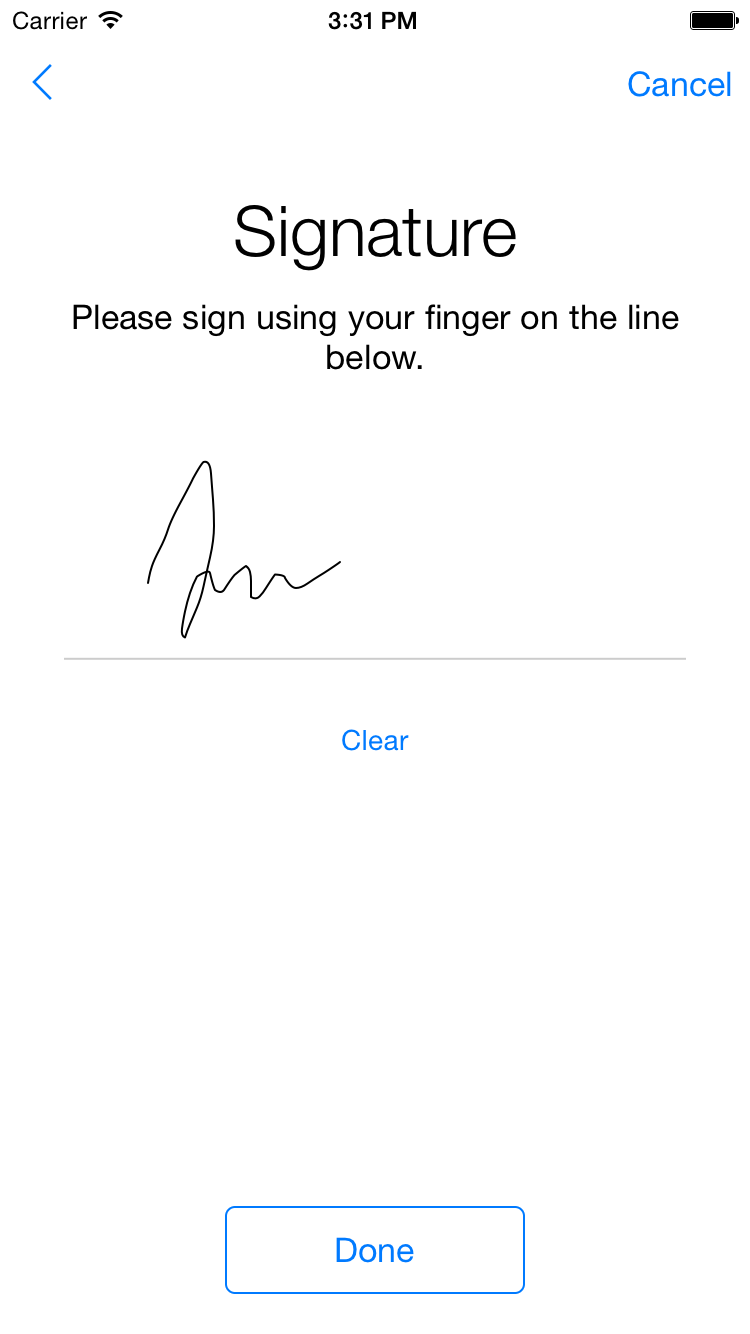 Carrier 3:31 PM
Cancel
Signature
Please sign using your finger on the line
below.
Clear
Done